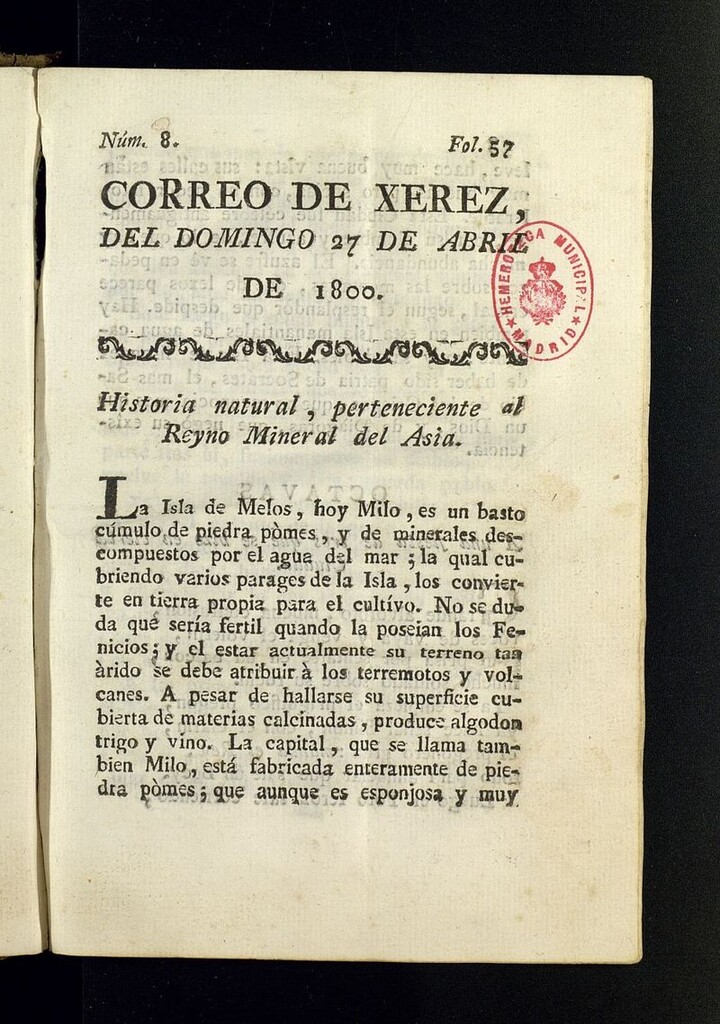 Núm. 8. Fol. 57
CORREO DE XEREZ,
DEL DOMINGO 27 DE ABRIL
DE 1800.
HEMEROTECA MUNICIPAL
★ MADRID ★
Historia natural, perteneciente al
Reyno Mineral del Asia.
La Isla de Melos, hoy Milo, es un basto
cúmulo de piedra pòmes, y de minerales des-
compuestos por el agua del mar; la qual cu-
briendo varios parages de la Isla, los convier-
te en tierra propia para el cultívo. No se du-
da que sería fertil quando la poseian los Fe-
nicios; y el estar actualmente su terreno tan
àrido se debe atribuir à los terremotos y vol-
canes. A pesar de hallarse su superficie cu-
bierta de materias calcinadas, produce algodon
trigo y vino. La capital, que se llama tam-
bien Milo, está fabricada enteramente de pie-
dra pòmes; que aunque es esponjosa y muy